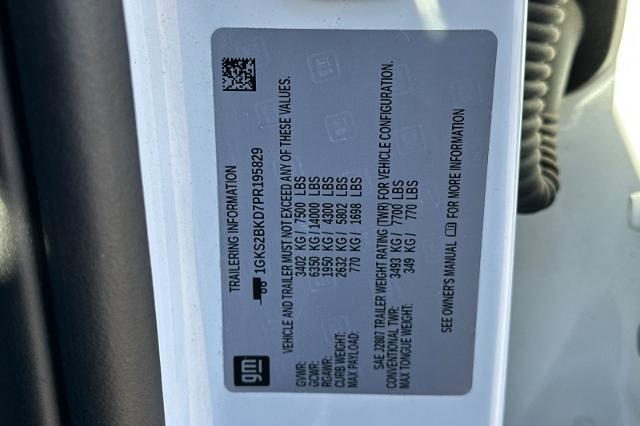 gm
TRAILERING INFORMATION
1GKS2BKD7PR195829
VEHICLE AND TRAILER MUST NOT EXCEED ANY OF THESE VALUES.
GVWR: 3402 KG / 7500 LBS
GCWR: 6350 KG / 14000 LBS
RGAWR: 1950 KG / 4300 LBS
CURB WEIGHT: 2632 KG / 5802 LBS
MAX PAYLOAD: 770 KG / 1698 LBS
SAE J2807 TRAILER WEIGHT RATING (TWR) FOR VEHICLE CONFIGURATION.
CONVENTIONAL TWR: 3493 KG / 7700 LBS
MAX TONGUE WEIGHT: 349 KG / 770 LBS
SEE OWNER'S MANUAL FOR MORE INFORMATION